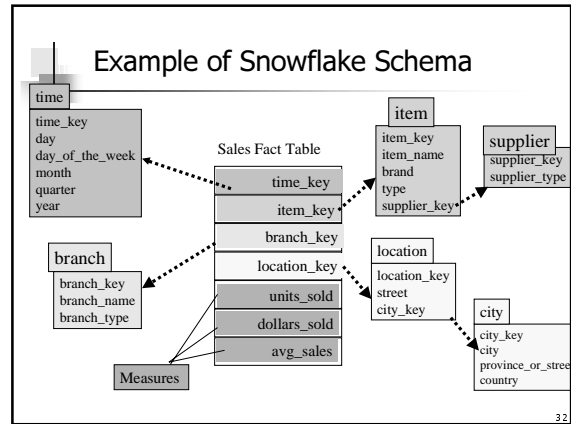 Example of Snowflake Schema
time
time_key
day
day_of_the_week
month
quarter
year
Sales Fact Table
time_key
item_key
branch_key
location_key
units_sold
dollars_sold
avg_sales
Measures
branch
branch_key
branch_name
branch_type
item
item_key
item_name
brand
type
supplier_key
supplier
supplier_key
supplier_type
location
location_key
street
city_key
city
city_key
city
province_or_stree
country
32